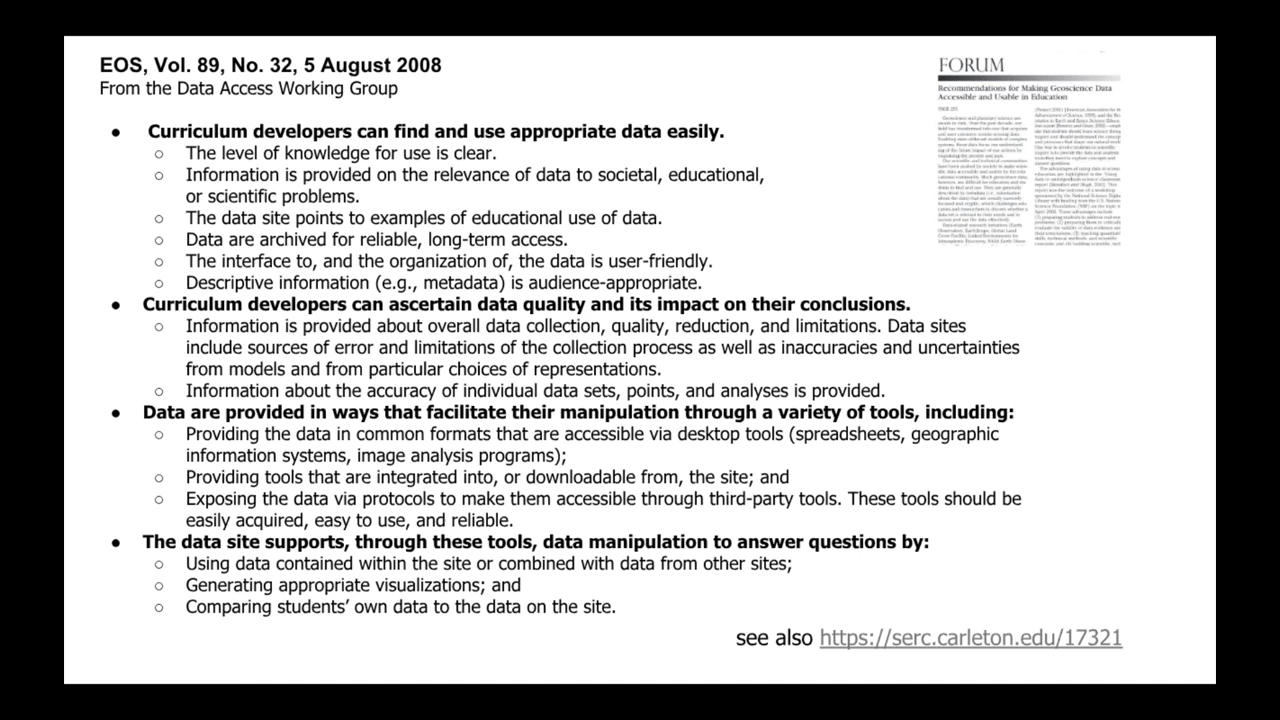 EOS, Vol. 89, No. 32, 5 August 2008
From the Data Access Working Group
● Curriculum developers can find and use appropriate data easily.
○ The level of knowledge to use is clear.
○ Information is provided on the relevance of data to societal, educational,
or scientific problems.
○ The data site includes examples of educational use of data.
○ Data are archived for reliable, long-term access.
○ The interface to, and the organization of, the data is user-friendly.
○ Descriptive information (e.g., metadata) is audience-appropriate.
● Curriculum developers can ascertain data quality and its impact on their conclusions.
○ Information is provided about overall data collection, quality, reduction, and limitations. Data sites
include sources of error and limitations of the collection process as well as inaccuracies and uncertainties
from models and from particular choices of representations.
○ Information about the accuracy of individual data sets, points, and analyses is provided.
● Data are provided in ways that facilitate their manipulation through a variety of tools, including:
○ Providing the data in common formats that are accessible via desktop tools (spreadsheets, geographic
information systems, image analysis programs);
○ Providing tools that are integrated into, or downloadable from, the site; and
○ Exposing the data via protocols to make them accessible through third-party tools. These tools should be
easily acquired, easy to use, and reliable.
● The data site supports, through these tools, data manipulation to answer questions by:
○ Using data contained within the site or combined with data from other sites;
○ Generating appropriate visualizations; and
○ Comparing students’ own data to the data on the site.
see also https://serc.carleton.edu/17321
FORUM
Recommendations for Making Geoscience Data
Accessible and Usable in Education